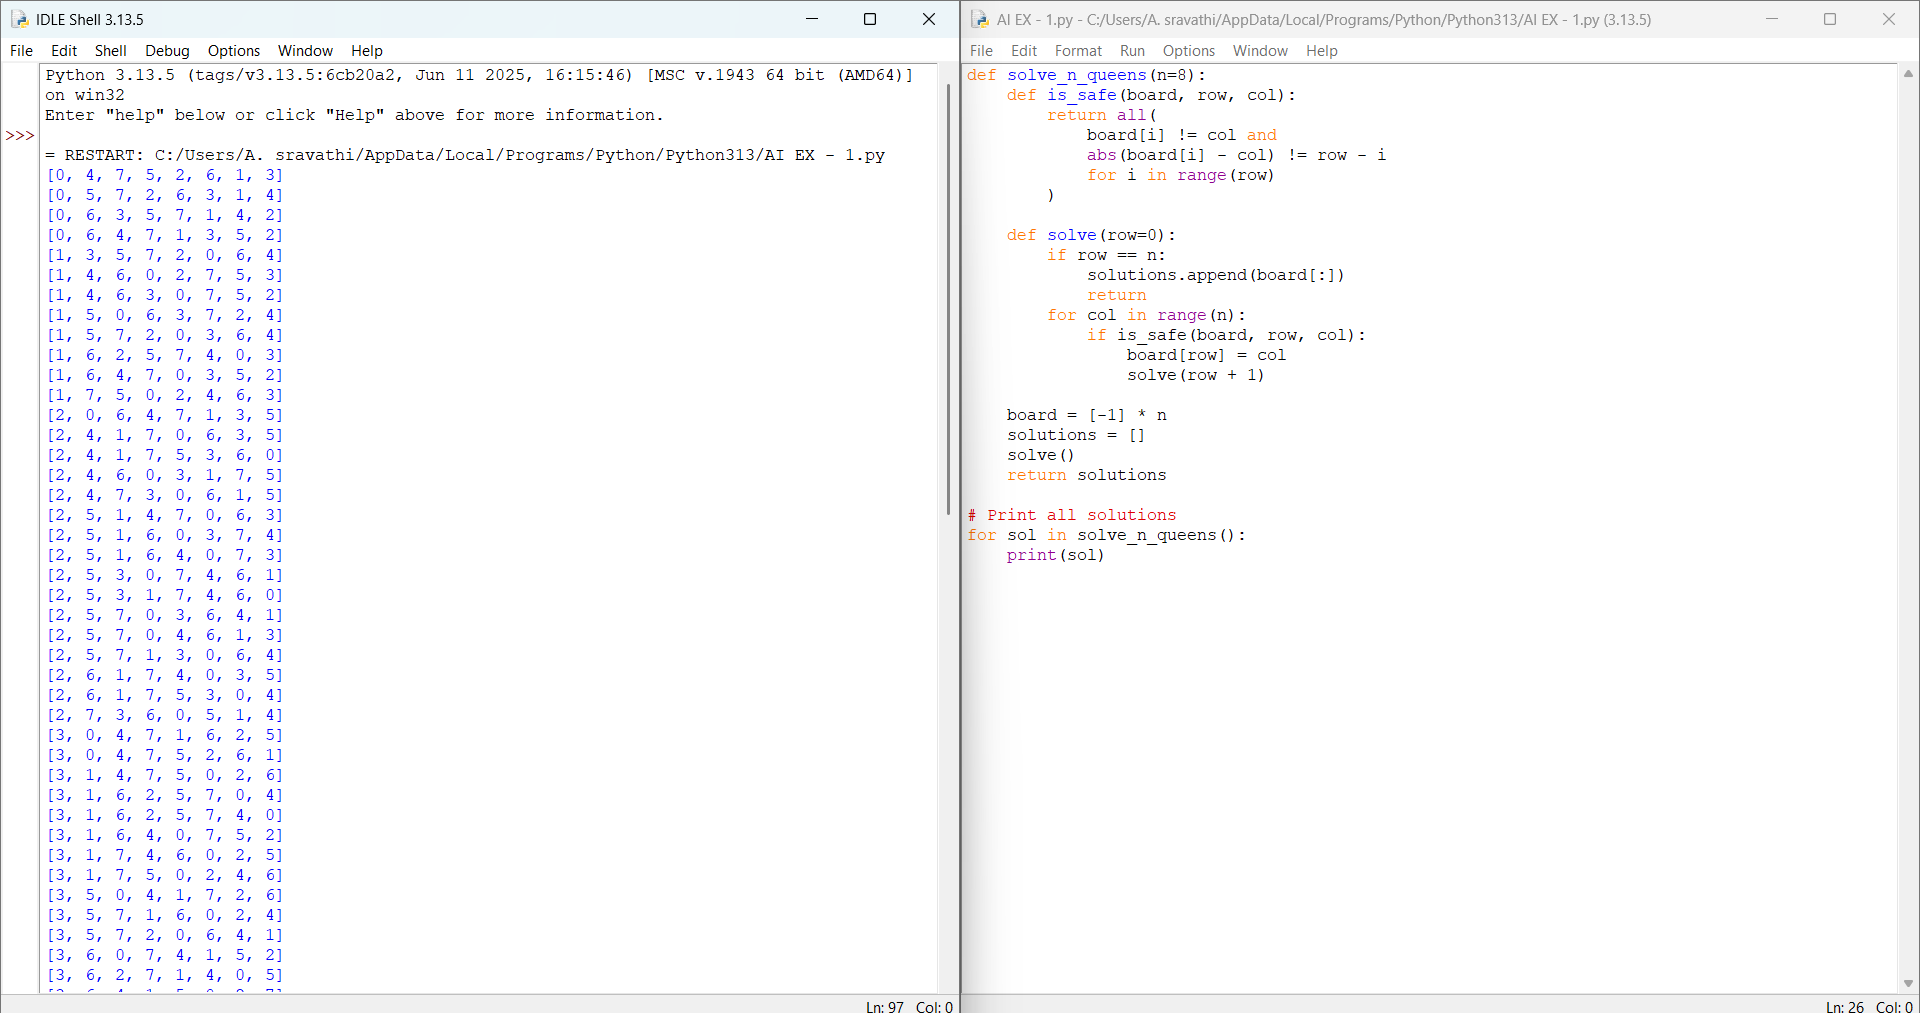 IDLE Shell 3.13.5
File Edit Shell Debug Options Window Help
Python 3.13.5 (tags/v3.13.5:6cb20a2, Jun 11 2025, 16:15:46) [MSC v.1943 64 bit (AMD64)]
on win32
Enter "help" below or click "Help" above for more information.
>>>
= RESTART: C:/Users/A. sravathi/AppData/Local/Programs/Python/Python313/AI EX - 1.py
[0, 4, 7, 5, 2, 6, 1, 3]
[0, 5, 7, 2, 6, 3, 1, 4]
[0, 6, 3, 5, 7, 1, 4, 2]
[0, 6, 4, 7, 1, 3, 5, 2]
[1, 3, 5, 7, 2, 0, 6, 4]
[1, 4, 6, 0, 2, 7, 5, 3]
[1, 4, 6, 3, 0, 7, 5, 2]
[1, 5, 0, 6, 3, 7, 2, 4]
[1, 5, 7, 2, 0, 3, 6, 4]
[1, 6, 2, 5, 7, 4, 0, 3]
[1, 6, 4, 7, 0, 3, 5, 2]
[1, 7, 5, 0, 2, 4, 6, 3]
[2, 0, 6, 4, 7, 1, 3, 5]
[2, 4, 1, 7, 0, 6, 3, 5]
[2, 4, 1, 7, 5, 3, 6, 0]
[2, 4, 6, 0, 3, 1, 7, 5]
[2, 4, 7, 3, 0, 6, 1, 5]
[2, 5, 1, 4, 7, 0, 6, 3]
[2, 5, 1, 6, 0, 3, 7, 4]
[2, 5, 1, 6, 4, 0, 7, 3]
[2, 5, 3, 0, 7, 4, 6, 1]
[2, 5, 3, 1, 7, 4, 6, 0]
[2, 5, 7, 0, 3, 6, 4, 1]
[2, 5, 7, 0, 4, 6, 1, 3]
[2, 5, 7, 1, 3, 0, 6, 4]
[2, 6, 1, 7, 4, 0, 3, 5]
[2, 6, 1, 7, 5, 3, 0, 4]
[2, 7, 3, 6, 0, 5, 1, 4]
[3, 0, 4, 7, 1, 6, 2, 5]
[3, 0, 4, 7, 5, 2, 6, 1]
[3, 1, 4, 7, 5, 0, 2, 6]
[3, 1, 6, 2, 5, 7, 0, 4]
[3, 1, 6, 2, 5, 7, 4, 0]
[3, 1, 6, 4, 0, 7, 5, 2]
[3, 1, 7, 4, 6, 0, 2, 5]
[3, 1, 7, 5, 0, 2, 4, 6]
[3, 5, 0, 4, 1, 7, 2, 6]
[3, 5, 7, 1, 6, 0, 2, 4]
[3, 5, 7, 2, 0, 6, 4, 1]
[3, 6, 0, 7, 4, 1, 5, 2]
[3, 6, 2, 7, 1, 4, 0, 5]
Ln: 97 Col: 0
AI EX - 1.py - C:/Users/A. sravathi/AppData/Local/Programs/Python/Python313/AI EX - 1.py (3.13.5)
File Edit Format Run Options Window Help
def solve_n_queens(n=8):
    def is_safe(board, row, col):
        return all(
            board[i] != col and
            abs(board[i] - col) != row - i
            for i in range(row)
        )
    def solve(row=0):
        if row == n:
            solutions.append(board[:])
            return
        for col in range(n):
            if is_safe(board, row, col):
                board[row] = col
                solve(row + 1)
    board = [-1] * n
    solutions = []
    solve()
    return solutions
# Print all solutions
for sol in solve_n_queens():
    print(sol)
Ln: 26 Col: 0